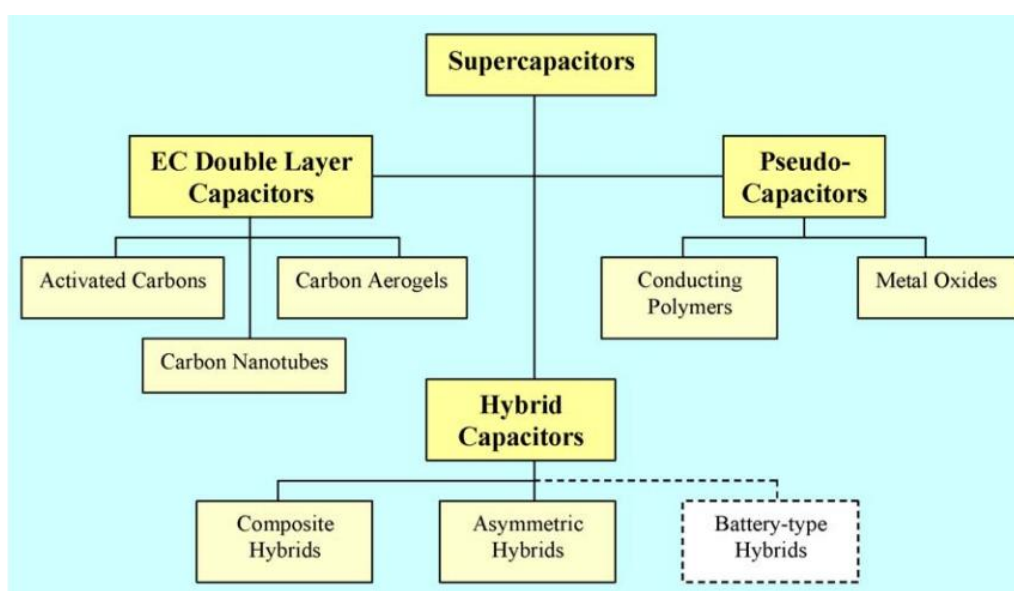 Supercapacitors
EC Double Layer
Capacitors
Pseudo-
Capacitors
Activated Carbons
Carbon Aerogels
Conducting
Polymers
Metal Oxides
Carbon Nanotubes
Hybrid
Capacitors
Composite
Hybrids
Asymmetric
Hybrids
Battery-type
Hybrids